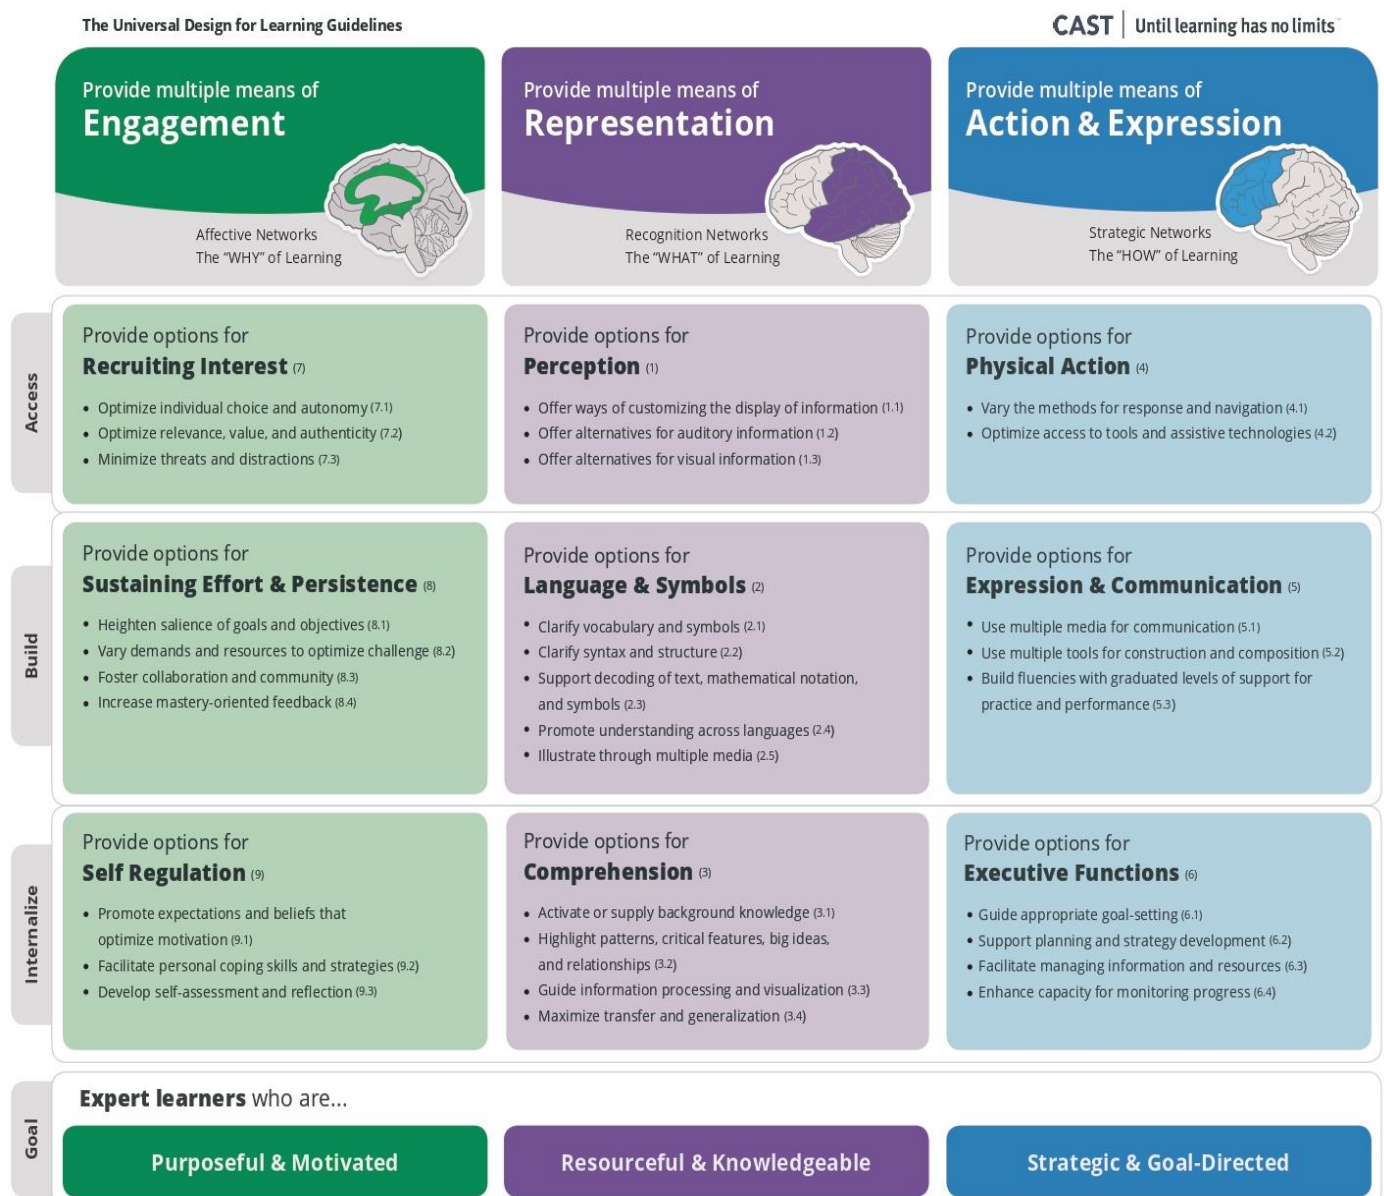 The Universal Design for Learning Guidelines
CAST | Until learning has no limits
Provide multiple means of
Engagement
Affective Networks
The “WHY” of Learning
Provide multiple means of
Representation
Recognition Networks
The “WHAT” of Learning
Provide multiple means of
Action & Expression
Strategic Networks
The “HOW” of Learning
Access
Provide options for
Recruiting Interest (7)
• Optimize individual choice and autonomy (7.1)
• Optimize relevance, value, and authenticity (7.2)
• Minimize threats and distractions (7.3)
Provide options for
Perception (1)
• Offer ways of customizing the display of information (1.1)
• Offer alternatives for auditory information (1.2)
• Offer alternatives for visual information (1.3)
Provide options for
Physical Action (4)
• Vary the methods for response and navigation (4.1)
• Optimize access to tools and assistive technologies (4.2)
Build
Provide options for
Sustaining Effort & Persistence (8)
• Heighten salience of goals and objectives (8.1)
• Vary demands and resources to optimize challenge (8.2)
• Foster collaboration and community (8.3)
• Increase mastery-oriented feedback (8.4)
Provide options for
Language & Symbols (2)
• Clarify vocabulary and symbols (2.1)
• Clarify syntax and structure (2.2)
• Support decoding of text, mathematical notation,
and symbols (2.3)
• Promote understanding across languages (2.4)
• Illustrate through multiple media (2.5)
Provide options for
Expression & Communication (5)
• Use multiple media for communication (5.1)
• Use multiple tools for construction and composition (5.2)
• Build fluencies with graduated levels of support for
practice and performance (5.3)
Internalize
Provide options for
Self Regulation (9)
• Promote expectations and beliefs that
optimize motivation (9.1)
• Facilitate personal coping skills and strategies (9.2)
• Develop self-assessment and reflection (9.3)
Provide options for
Comprehension (3)
• Activate or supply background knowledge (3.1)
• Highlight patterns, critical features, big ideas,
and relationships (3.2)
• Guide information processing and visualization (3.3)
• Maximize transfer and generalization (3.4)
Provide options for
Executive Functions (6)
• Guide appropriate goal-setting (6.1)
• Support planning and strategy development (6.2)
• Facilitate managing information and resources (6.3)
• Enhance capacity for monitoring progress (6.4)
Goal
Expert learners who are...
Purposeful & Motivated
Resourceful & Knowledgeable
Strategic & Goal-Directed